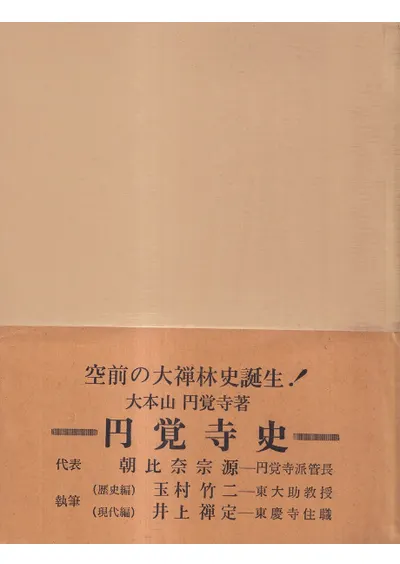 空前の大禅林史誕生!
大本山 円覚寺著
円覚寺史
代表 朝比奈宗源―円覚寺派管長
執筆
(歴史編) 玉村竹二―東大助教授
(現代編) 井上禅定―東慶寺住職